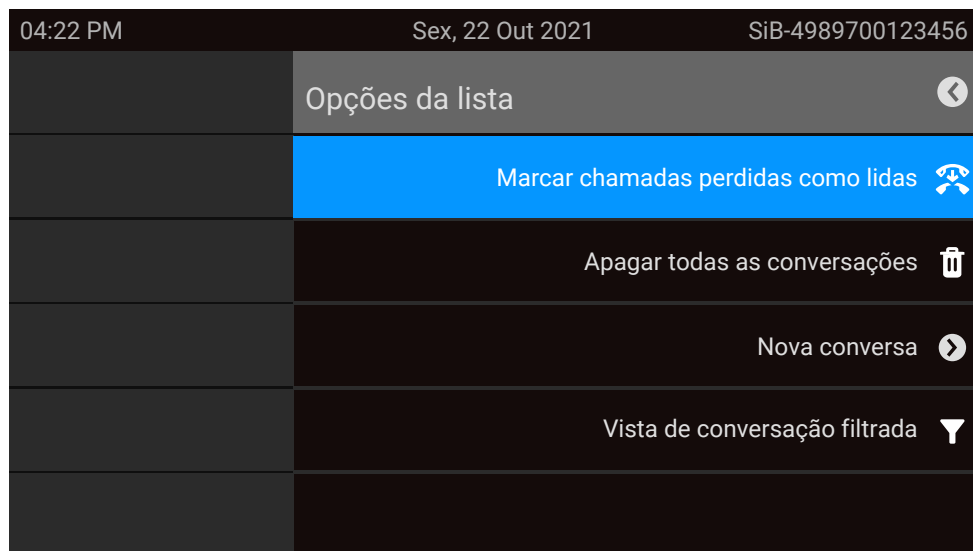 04:22 PM Sex, 22 Out 2021 SiB-4989700123456
Opções da lista
Marcar chamadas perdidas como lidas
Apagar todas as conversações
Nova conversa
Vista de conversação filtrada